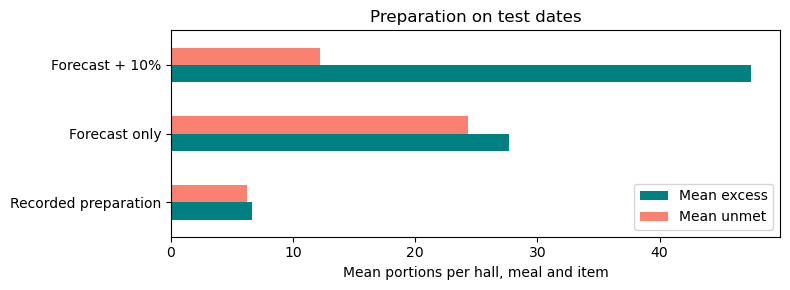 Preparation on test dates
Forecast + 10%
Forecast only
Recorded preparation
Mean excess
Mean unmet
0 10 20 30 40
Mean portions per hall, meal and item